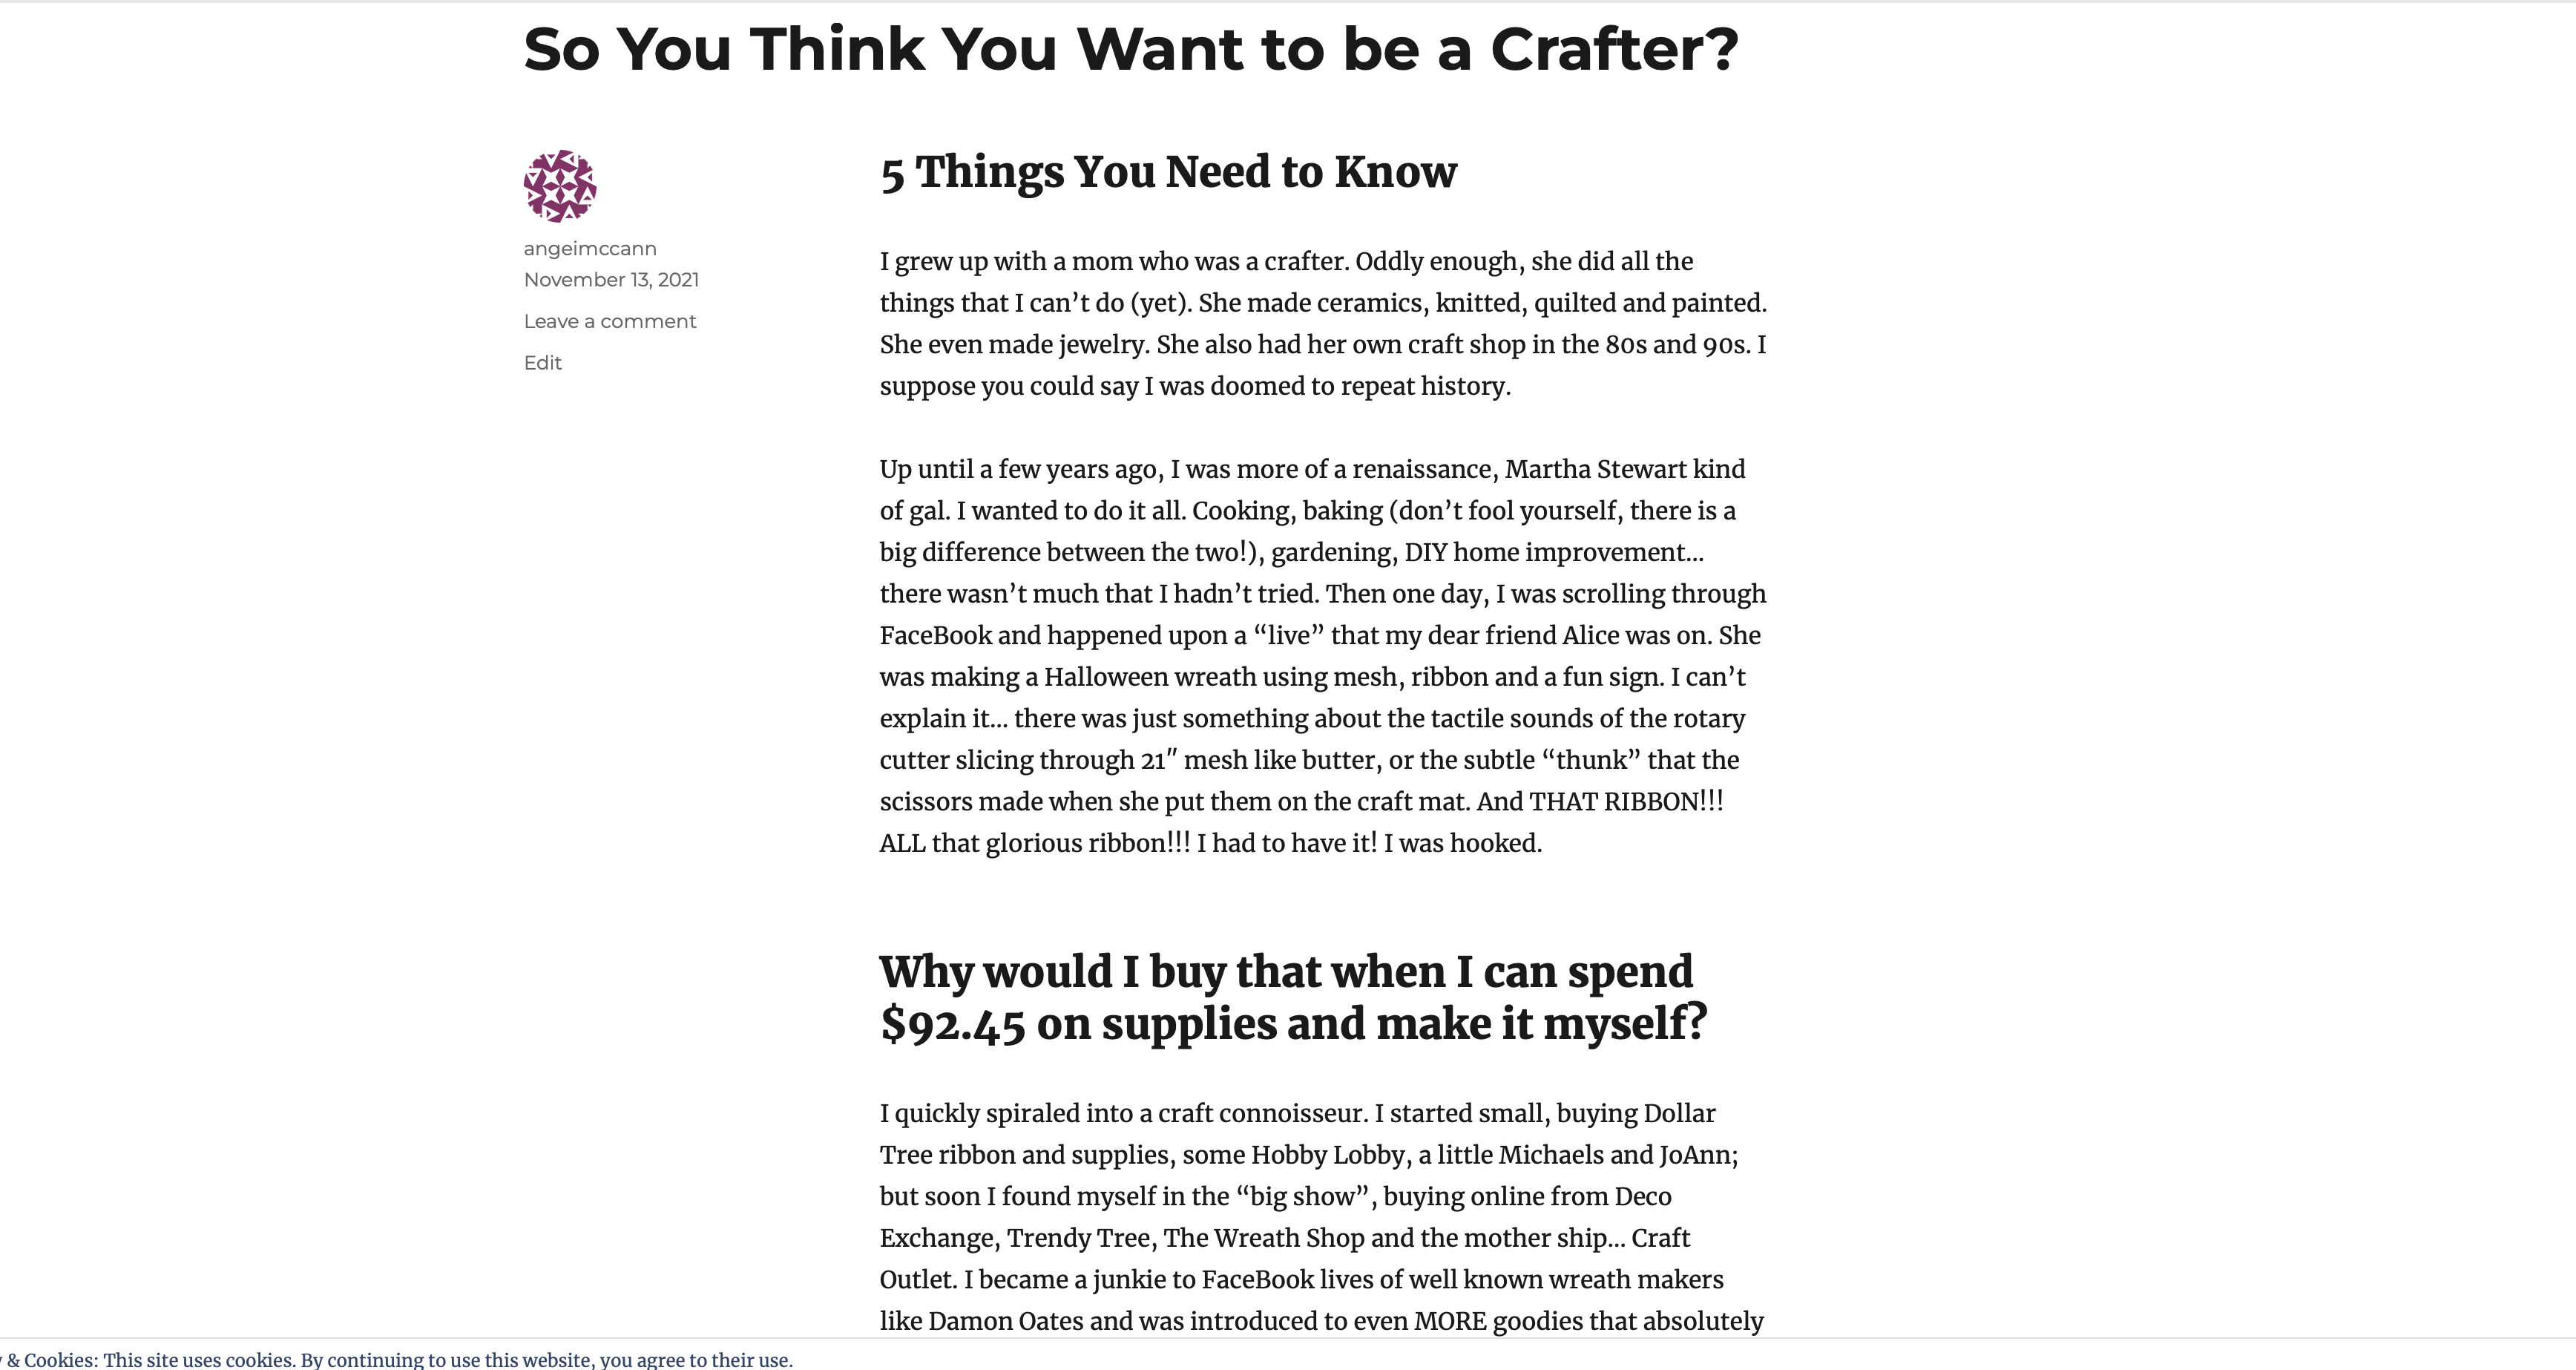 So You Think You Want to be a Crafter?
angeimccann
November 13, 2021
Leave a comment
Edit
5 Things You Need to Know
I grew up with a mom who was a crafter. Oddly enough, she did all the
things that I can’t do (yet). She made ceramics, knitted, quilted and painted.
She even made jewelry. She also had her own craft shop in the 80s and 90s. I
suppose you could say I was doomed to repeat history.
Up until a few years ago, I was more of a renaissance, Martha Stewart kind
of gal. I wanted to do it all. Cooking, baking (don’t fool yourself, there is a
big difference between the two!), gardening, DIY home improvement…
there wasn’t much that I hadn’t tried. Then one day, I was scrolling through
FaceBook and happened upon a “live” that my dear friend Alice was on. She
was making a Halloween wreath using mesh, ribbon and a fun sign. I can’t
explain it… there was just something about the tactile sounds of the rotary
cutter slicing through 21″ mesh like butter, or the subtle “thunk” that the
scissors made when she put them on the craft mat. And THAT RIBBON!!!
ALL that glorious ribbon!!! I had to have it! I was hooked.
Why would I buy that when I can spend
$92.45 on supplies and make it myself?
I quickly spiraled into a craft connoisseur. I started small, buying Dollar
Tree ribbon and supplies, some Hobby Lobby, a little Michaels and JoAnn;
but soon I found myself in the “big show”, buying online from Deco
Exchange, Trendy Tree, The Wreath Shop and the mother ship… Craft
Outlet. I became a junkie to FaceBook lives of well known wreath makers
like Damon Oates and was introduced to even MORE goodies that absolutely
& Cookies: This site uses cookies. By continuing to use this website, you agree to their use.